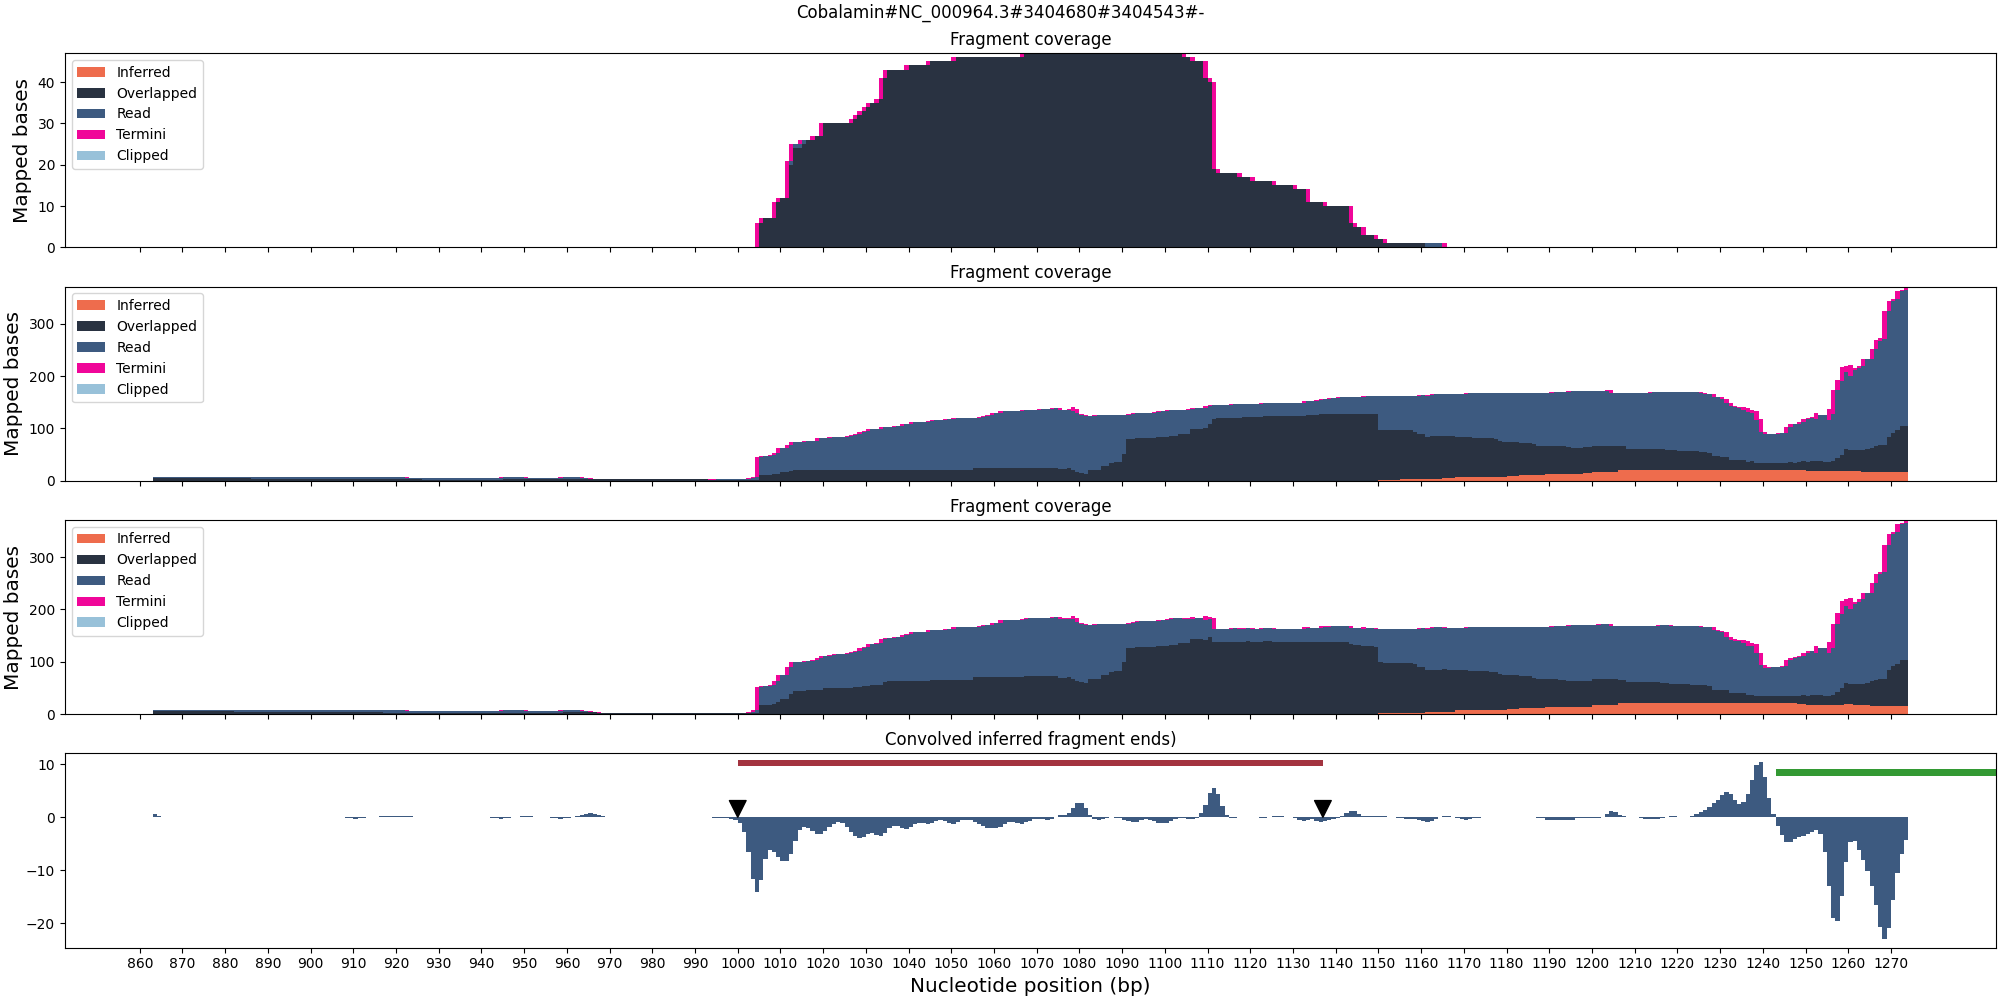 Cobalamin#NC_000964.3#3404680#3404543#-
Fragment coverage
Mapped bases
40
30
20
10
0
Inferred
Overlapped
Read
Termini
Clipped
Fragment coverage
Mapped bases
300
200
100
0
Inferred
Overlapped
Read
Termini
Clipped
Fragment coverage
Mapped bases
300
200
100
0
Inferred
Overlapped
Read
Termini
Clipped
Convolved inferred fragment ends)
10
0
−10
−20
860 870 880 890 900 910 920 930 940 950 960 970 980 990 1000 1010 1020 1030 1040 1050 1060 1070 1080 1090 1100 1110 1120 1130 1140 1150 1160 1170 1180 1190 1200 1210 1220 1230 1240 1250 1260 1270
Nucleotide position (bp)